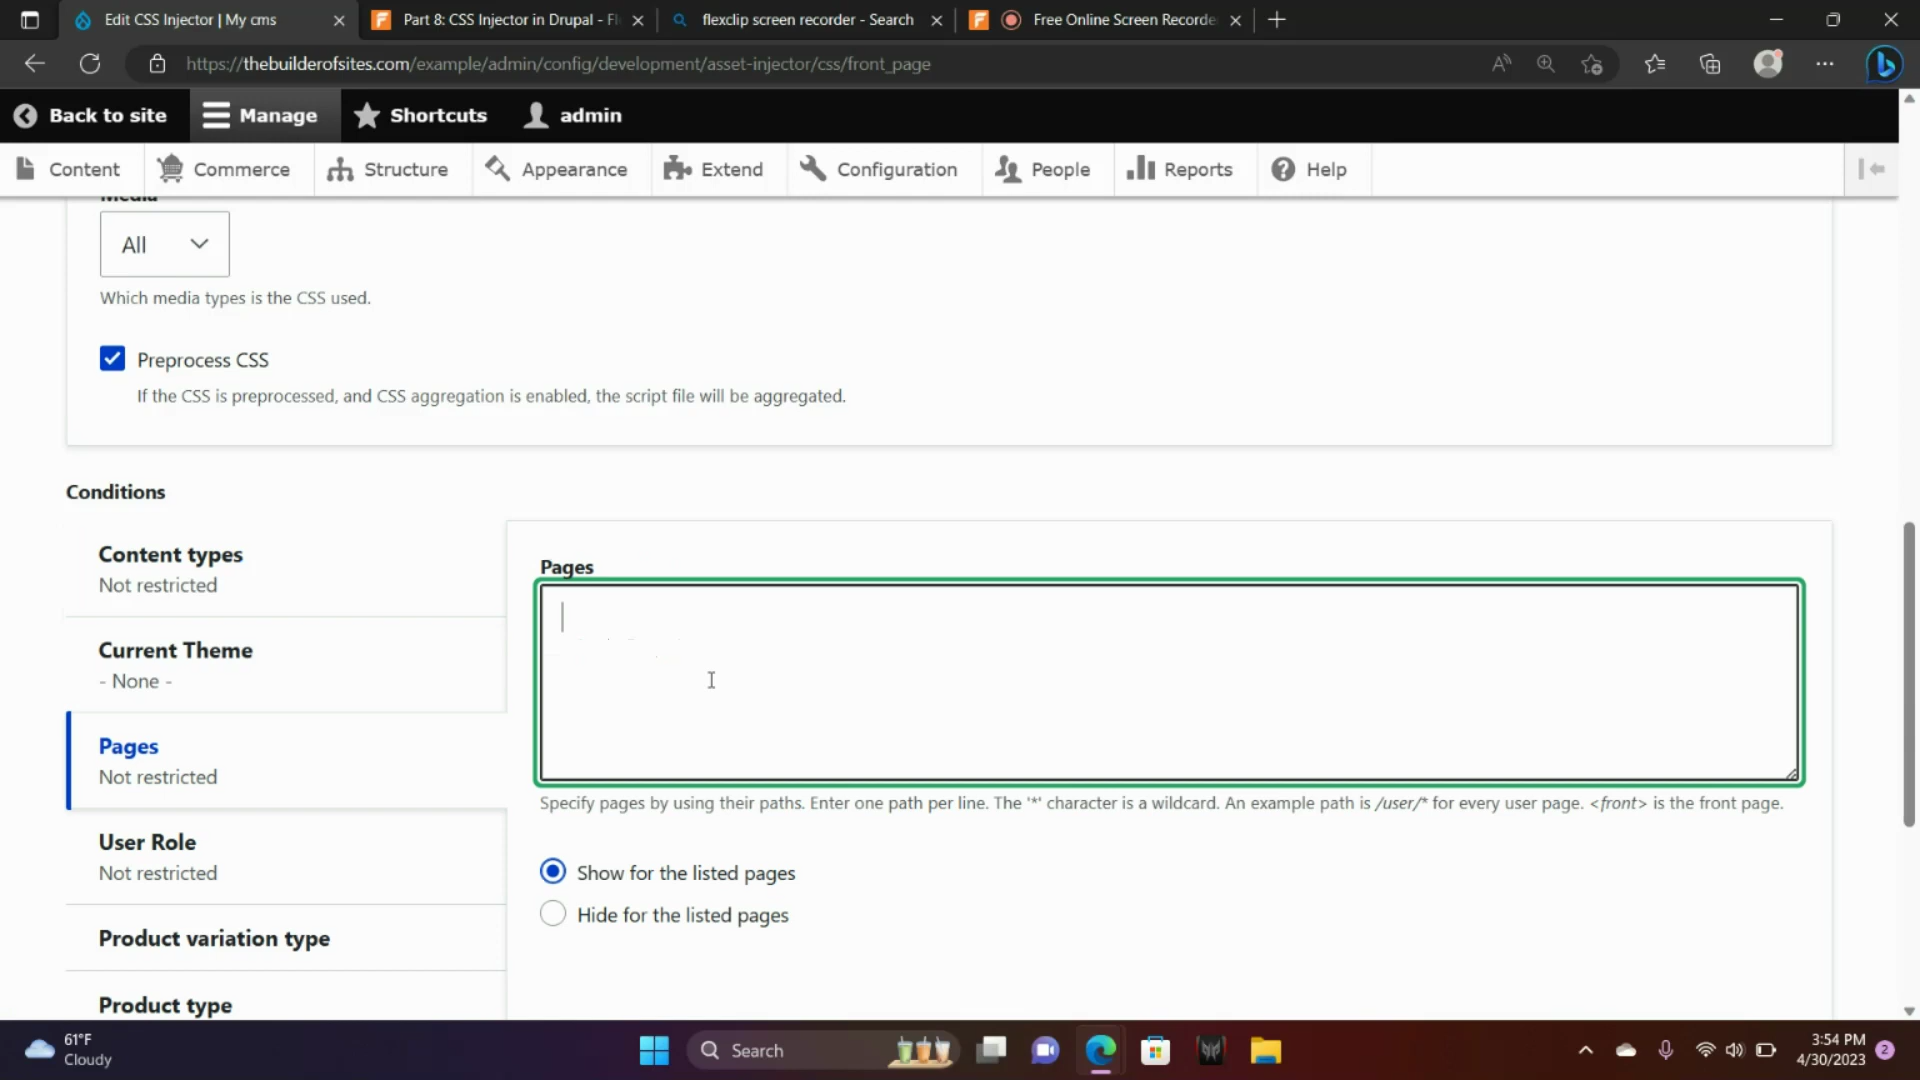 Edit CSS Injector | My cms
Part 8: CSS Injector in Drupal - Fl
flexclip screen recorder - Search
Free Online Screen Recorde
https://thebuilderofsites.com/example/admin/config/development/asset-injector/css/front_page
Back to site
Manage
Shortcuts
admin
Content
Commerce
Structure
Appearance
Extend
Configuration
People
Reports
Help
Media
All
Which media types is the CSS used.
Preprocess CSS
If the CSS is preprocessed, and CSS aggregation is enabled, the script file will be aggregated.
Conditions
Content types
Not restricted
Current Theme
- None -
Pages
Not restricted
User Role
Not restricted
Product variation type
Product type
Pages
Specify pages by using their paths. Enter one path per line. The '*' character is a wildcard. An example path is /user/* for every user page. <front> is the front page.
Show for the listed pages
Hide for the listed pages
61°F
Cloudy
Search
3:54 PM
4/30/2023
2